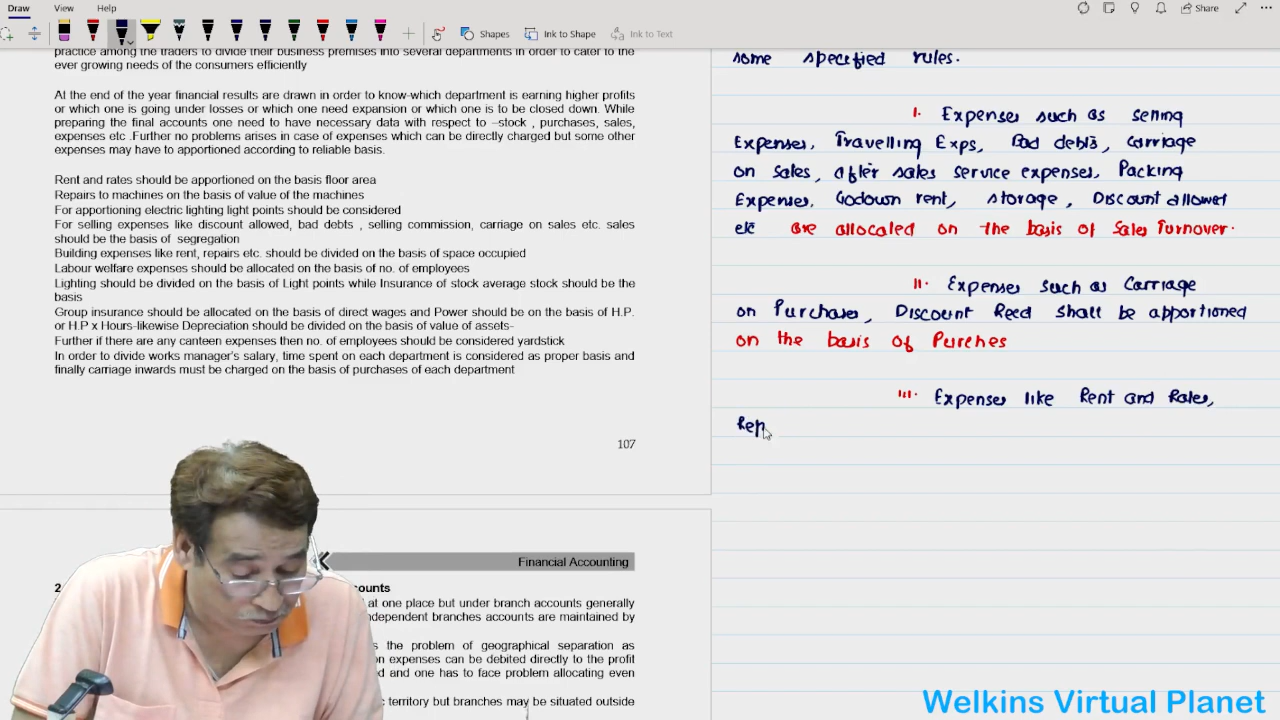 Draw
View
Help
Share
Shapes
Ink to Shape
Ink to Text
practice among the traders to divide their business premises into several departments in order to cater to the
ever growing needs of the consumers efficiently
At the end of the year financial results are drawn in order to know-which department is earning higher profits
or which one is going under losses or which one need expansion or which one is to be closed down. While
preparing the final accounts one need to have necessary data with respect to –stock , purchases, sales,
expenses etc .Further no problems arises in case of expenses which can be directly charged but some other
expenses may have to apportioned according to reliable basis.
Rent and rates should be apportioned on the basis floor area
Repairs to machines on the basis of value of the machines
For apportioning electric lighting light points should be considered
For selling expenses like discount allowed, bad debts , selling commission, carriage on sales etc. sales
should be the basis of segregation
Building expenses like rent, repairs etc. should be divided on the basis of space occupied
Labour welfare expenses should be allocated on the basis of no. of employees
Lighting should be divided on the basis of Light points while Insurance of stock average stock should be the
basis
Group insurance should be allocated on the basis of direct wages and Power should be on the basis of H.P.
or H.P x Hours-likewise Depreciation should be divided on the basis of value of assets-
Further if there are any canteen expenses then no. of employees should be considered yardstick
In order to divide works manager's salary, time spent on each department is considered as proper basis and
finally carriage inwards must be charged on the basis of purchases of each department
107
Financial Accounting
2
counts
at one place but under branch accounts generally
ndependent branches accounts are maintained by
s the problem of geographical separation as
on expenses can be debited directly to the profit
ed and one has to face problem allocating even
c territory but branches may be situated outside
some specified rules.
I. Expenses such as selling
Expenses, Travelling Exps, Bad debts, Carriage
on Sales, after sales service expenses, Packing
Expenses, Godown rent, storage, Discount allowed
etc are allocated on the basis of Sales Turnover.
II. Expenses such as Carriage
on Purchases, Discount Recd shall be apportioned
on the basis of Purches
III. Expenses like Rent and Rates,
Rep
Welkins Virtual Planet